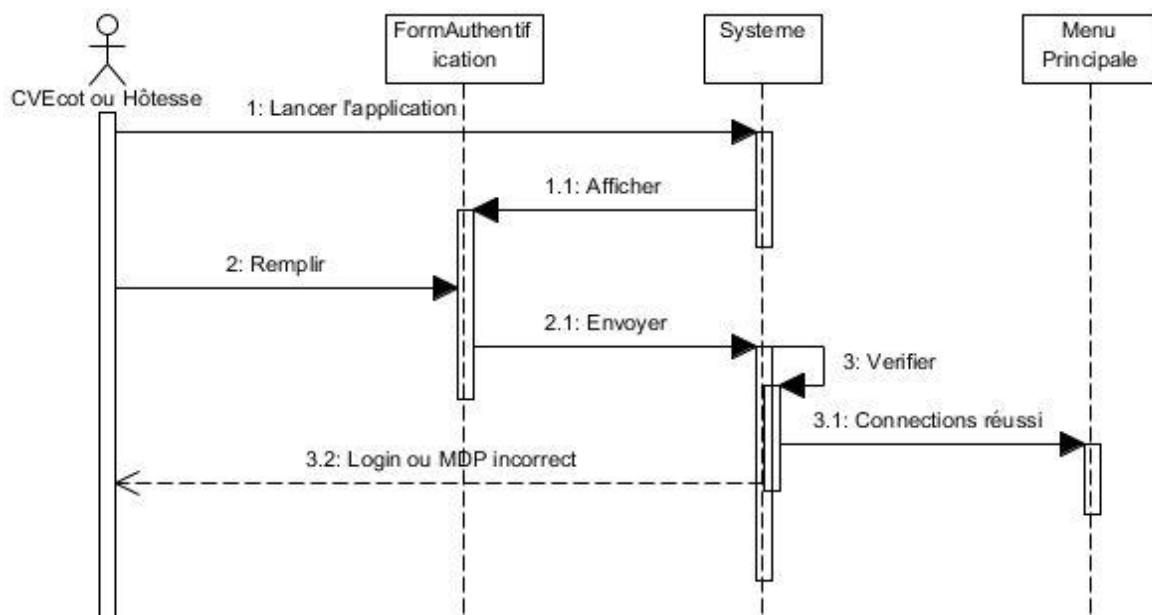 FormAuthentif
ication
Systeme
Menu
Principale
CVEcot ou Hôtesse
1: Lancer l'application
1.1: Afficher
2: Remplir
2.1: Envoyer
3: Verifier
3.1: Connections réussi
3.2: Login ou MDP incorrect